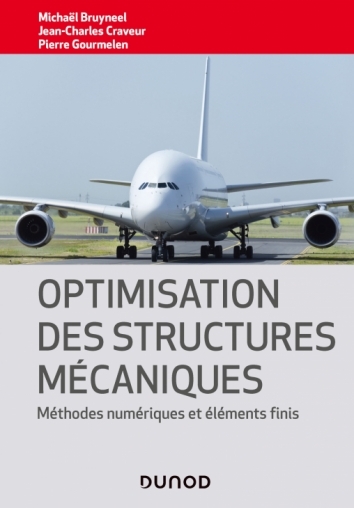 Michaël Bruyneel
Jean-Charles Craveur
Pierre Gourmelen
OPTIMISATION
DES STRUCTURES
MÉCANIQUES
Méthodes numériques et éléments finis
DUNOD